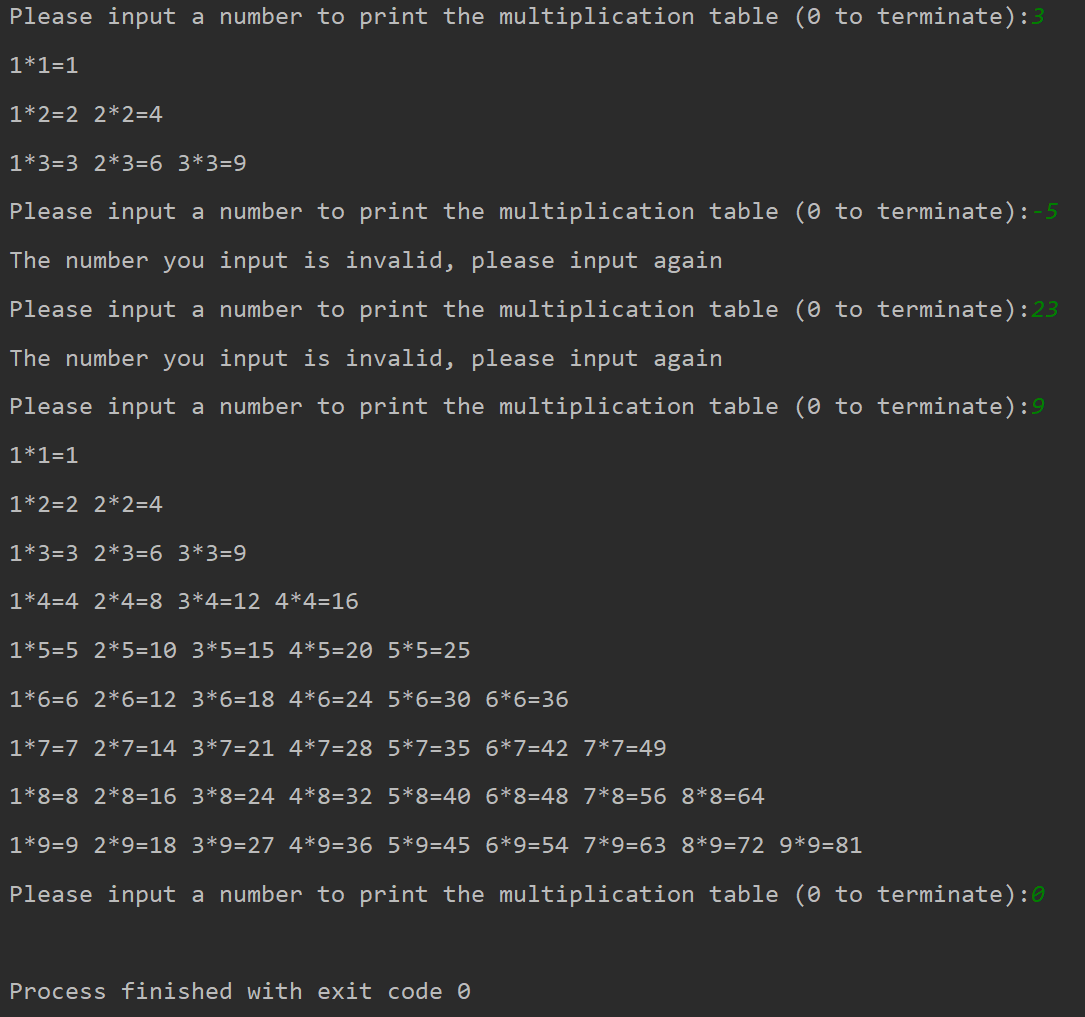 Please input a number to print the multiplication table (0 to terminate):3
1*1=1
1*2=2 2*2=4
1*3=3 2*3=6 3*3=9
Please input a number to print the multiplication table (0 to terminate):-5
The number you input is invalid, please input again
Please input a number to print the multiplication table (0 to terminate):23
The number you input is invalid, please input again
Please input a number to print the multiplication table (0 to terminate):9
1*1=1
1*2=2 2*2=4
1*3=3 2*3=6 3*3=9
1*4=4 2*4=8 3*4=12 4*4=16
1*5=5 2*5=10 3*5=15 4*5=20 5*5=25
1*6=6 2*6=12 3*6=18 4*6=24 5*6=30 6*6=36
1*7=7 2*7=14 3*7=21 4*7=28 5*7=35 6*7=42 7*7=49
1*8=8 2*8=16 3*8=24 4*8=32 5*8=40 6*8=48 7*8=56 8*8=64
1*9=9 2*9=18 3*9=27 4*9=36 5*9=45 6*9=54 7*9=63 8*9=72 9*9=81
Please input a number to print the multiplication table (0 to terminate):0
Process finished with exit code 0